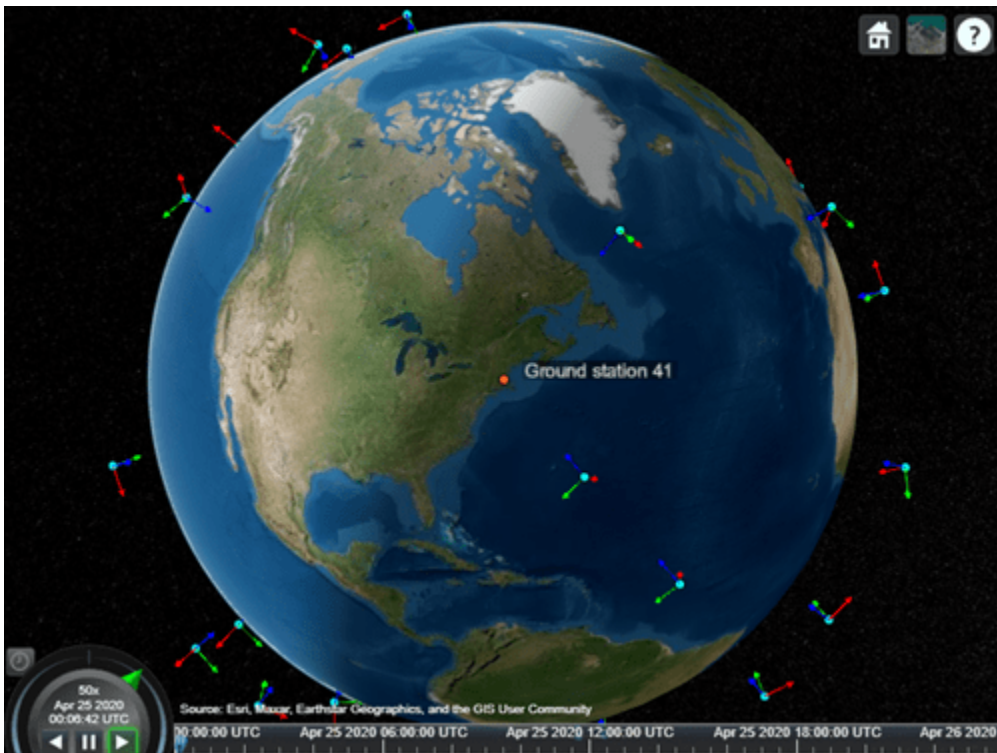 ?
Ground station 41
50x
Apr 25 2020
00:06:42 UTC
Source: Esri, Maxar, Earthstar Geographics, and the GIS User Community
00:00:00 UTC Apr 25 2020 06:00:00 UTC Apr 25 2020 12:00:00 UTC Apr 25 2020 18:00:00 UTC Apr 26 2020